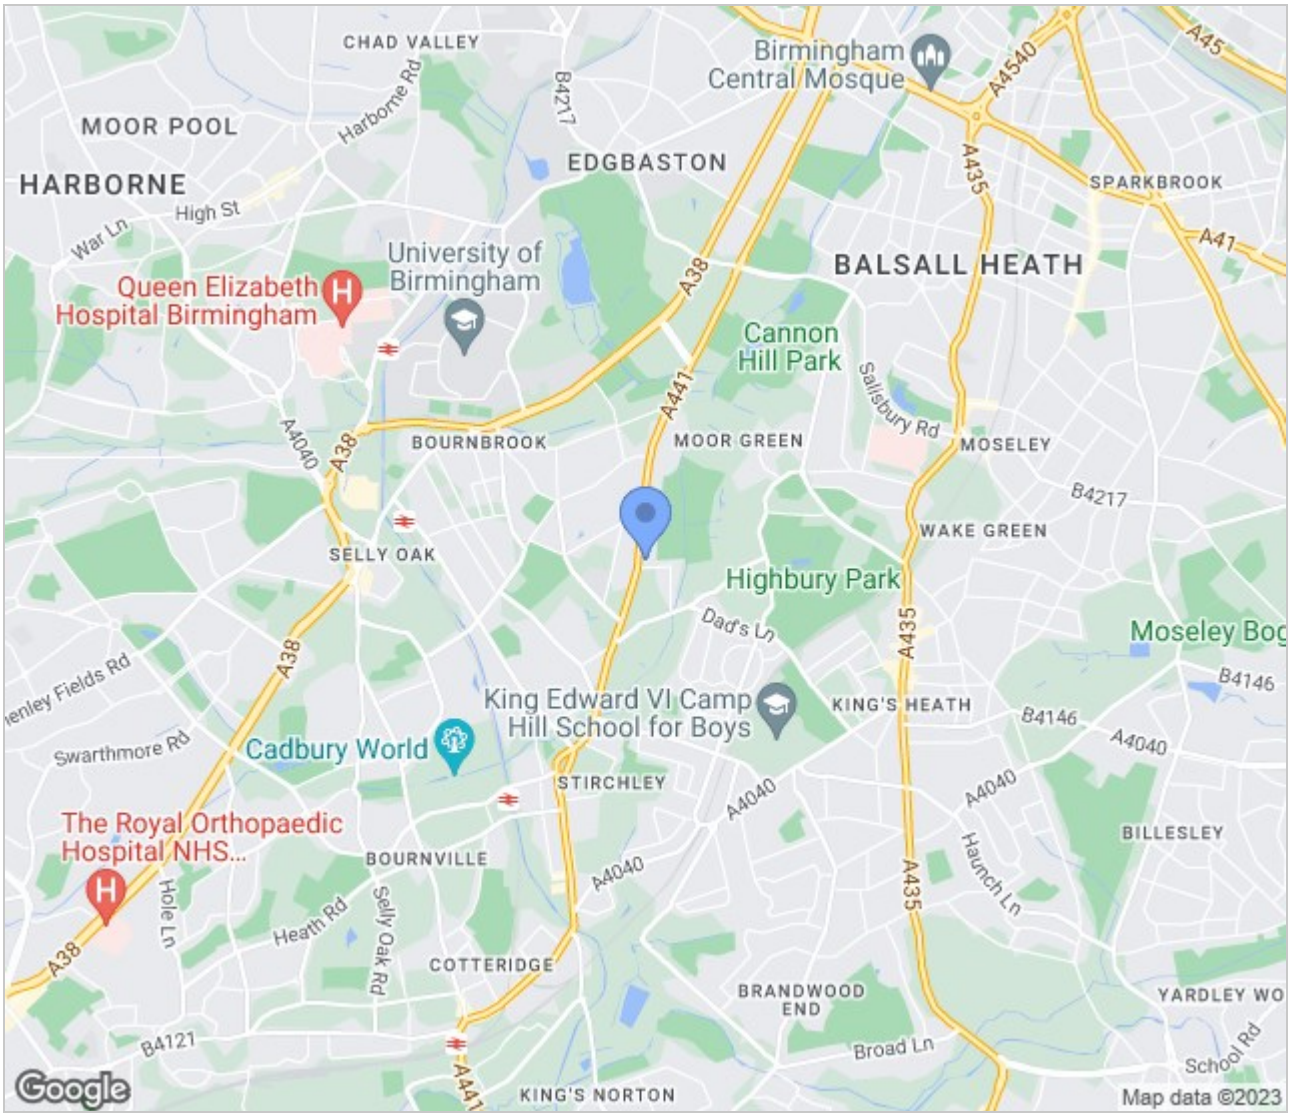 CHAD VALLEY
Birmingham
Central Mosque
A45
A4540
B4217
Harborne Rd
MOOR POOL
EDGBASTON
A435
HARBORNE
SPARKBROOK
High St
War Ln
A41
University of
Birmingham
BALSALL HEATH
Queen Elizabeth
Hospital Birmingham
A38
Cannon
Hill Park
A441
Salisbury Rd
A4040
A38
BOURNBROOK
MOOR GREEN
MOSELEY
B4217
WAKE GREEN
SELLY OAK
Highbury Park
Dad's Ln
A435
Moseley Bog
A38
henley Fields Rd
B4146
King Edward VI Camp
Hill School for Boys
KING'S HEATH
B4146
A4040
Swarthmore Rd
Cadbury World
STIRCHLEY
A4040
A4040
The Royal Orthopaedic
Hospital NHS...
BILLESLEY
BOURNVILLE
A4040
Haunch Ln
A435
Hole Ln
Heath Rd
Selly Oak Rd
A38
COTTERIDGE
BRANDWOOD
END
YARDLEY WO
B4121
Broad Ln
School Rd
A441
KING'S NORTON
Google
Map data ©2023